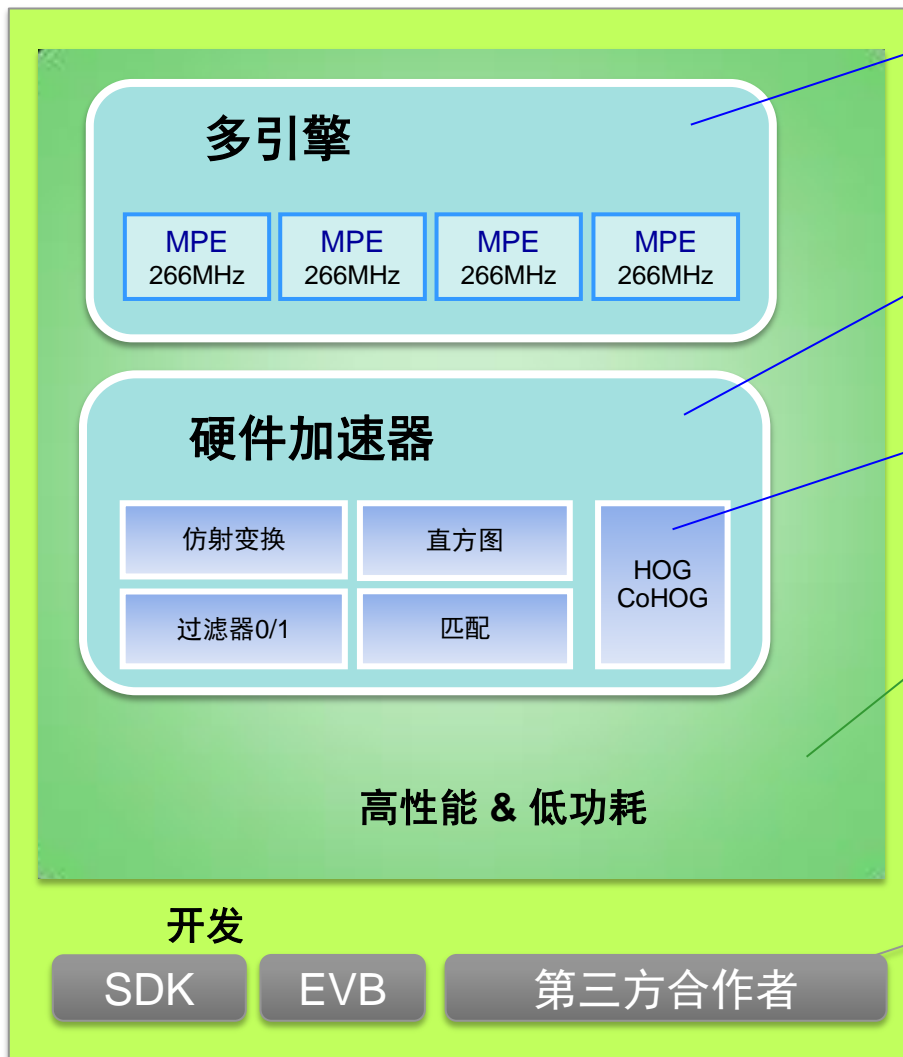 多引擎
MPE
266MHz
MPE
266MHz
MPE
266MHz
MPE
266MHz
硬件加速器
仿射变换
直方图
HOG
CoHOG
过滤器0/1
匹配
高性能 & 低功耗
开发
SDK
EVB
第三方合作者